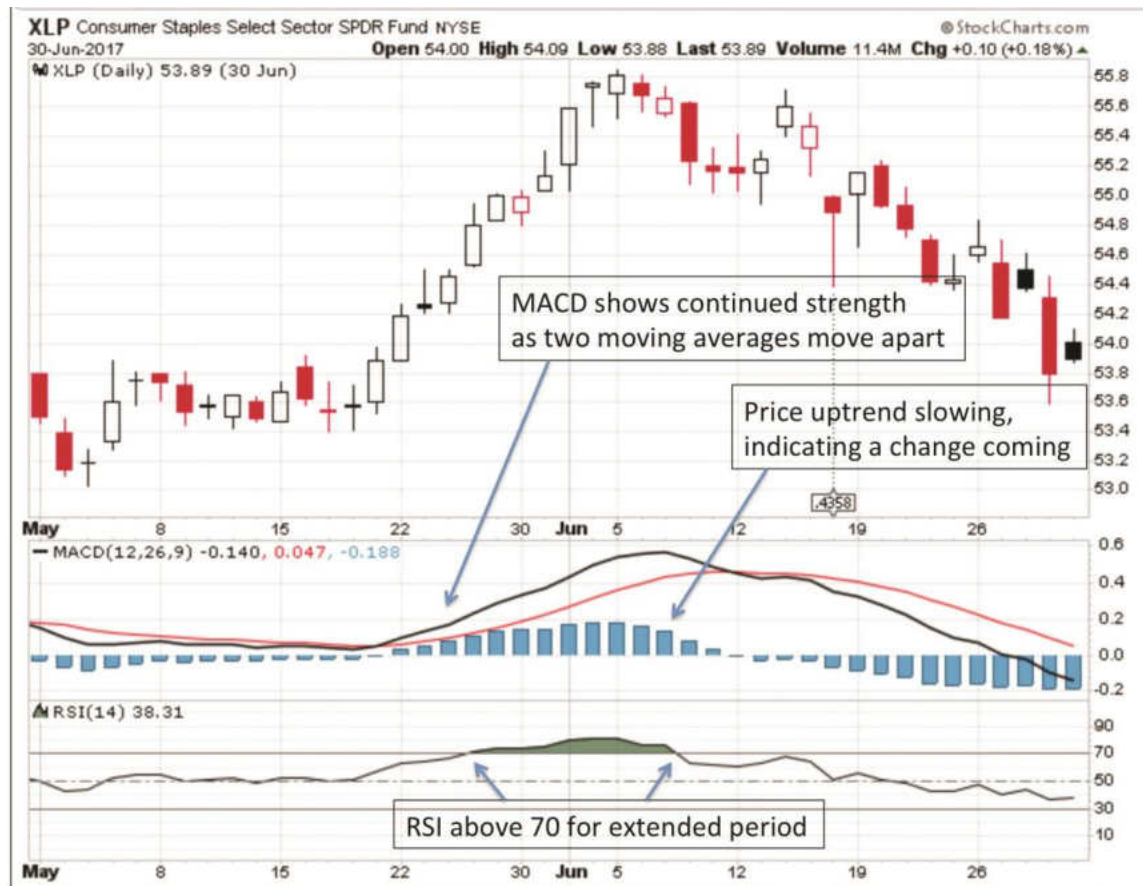 XLP Consumer Staples Select Sector SPDR Fund NYSE @StockCharts.com
30-Jun-2017 Open 54.00 High 54.09 Low 53.88 Last 53.89 Volume 11.4M Chg +0.10 (+0.18%)
XLP (Daily) 53.89 (30 Jun)
55.8
55.6
55.4
55.2
55.0
54.8
54.6
54.4
54.2
54.0
53.8
53.6
53.4
53.2
53.0
MACD shows continued strength
as two moving averages move apart
Price uptrend slowing,
indicating a change coming
.4358
May 8 15 22 30 Jun 5 12 19 26
MACD(12,26,9) -0.140, 0.047, -0.188
0.6
0.4
0.2
0.0
-0.2
RSI(14) 38.31
90
70
50
30
10
RSI above 70 for extended period
May 8 15 22 30 Jun 5 12 19 26